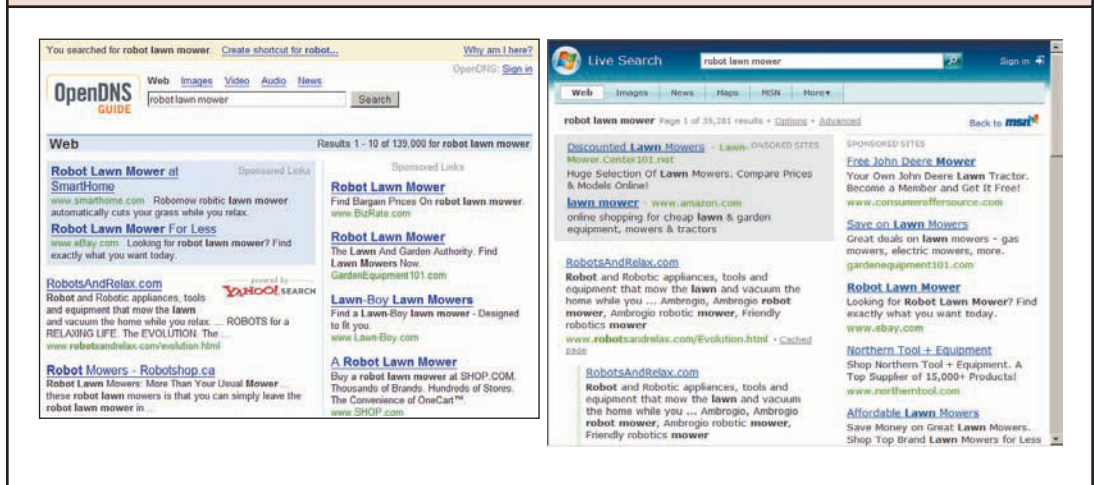 You searched for robot lawn mower. Create shortcut for robot... Why am I here?
OpenDNS: Sign in
OpenDNS
GUIDE
Web Images Video Audio News
robot lawn mower Search
Web Results 1 - 10 of 139,000 for robot lawn mower
Robot Lawn Mower at Sponsored Links
SmartHome
www.smarthome.com Robomow robitic lawn mower
automatically cuts your grass while you relax.
Robot Lawn Mower For Less
www.eBay.com Looking for robot lawn mower? Find
exactly what you want today.
RobotsAndRelax.com
powered by
YAHOO! SEARCH
Robot and Robotic appliances, tools
and equipment that mow the lawn
and vacuum the home while you relax. ... ROBOTS for a
RELAXING LIFE. The EVOLUTION. The ...
www.robotsandrelax.com/evolution.html
Robot Mowers - Robotshop.ca
Robot Lawn Mowers: More Than Your Usual Mower ...
these robot lawn mowers is that you can simply leave the
robot lawn mower in ...
Sponsored Links
Robot Lawn Mower
Find Bargain Prices On robot lawn mower.
www.BizRate.com
Robot Lawn Mower
The Lawn And Garden Authority. Find
Lawn Mowers Now.
GardenEquipment101.com
Lawn-Boy Lawn Mowers
Find a Lawn-Boy lawn mower - Designed
to fit you.
www.Lawn-Boy.com
A Robot Lawn Mower
Buy a robot lawn mower at SHOP.COM.
Thousands of Brands. Hundreds of Stores.
The Convenience of OneCart™.
www.SHOP.com
Live Search robot lawn mower Sign in
Web Images News Maps MSN More▾
robot lawn mower Page 1 of 35,281 results • Options • Advanced Back to msn
Discounted Lawn Mowers - Lawn- ONSORED SITES
Mower.Center101.net
Huge Selection Of Lawn Mowers. Compare Prices
& Models Online!
lawn mower - www.amazon.com
online shopping for cheap lawn & garden
equipment, mowers & tractors
RobotsAndRelax.com
Robot and Robotic appliances, tools and
equipment that mow the lawn and vacuum the
home while you ... Ambrogio, Ambrogio robot
mower, Ambrogio robotic mower, Friendly
robotics mower
www.robotsandrelax.com/Evolution.html • Cached
page
RobotsAndRelax.com
Robot and Robotic appliances, tools and
equipment that mow the lawn and vacuum
the home while you ... Ambrogio, Ambrogio
robot mower, Ambrogio robotic mower,
Friendly robotics mower
SPONSORED SITES
Free John Deere Mower
Your Own John Deere Lawn Tractor.
Become a Member and Get It Free!
www.consumeroffersource.com
Save on Lawn Mowers
Great deals on lawn mowers - gas
mowers, electric mowers, more.
gardenequipment101.com
Robot Lawn Mower
Looking for Robot Lawn Mower? Find
exactly what you want today.
www.ebay.com
Northern Tool + Equipment
Shop Northern Tool + Equipment. A
Top Supplier of 15,000+ Products!
www.northerntool.com
Affordable Lawn Mowers
Save Money on Great Lawn Mowers.
Shop Top Brand Lawn Mowers for Less